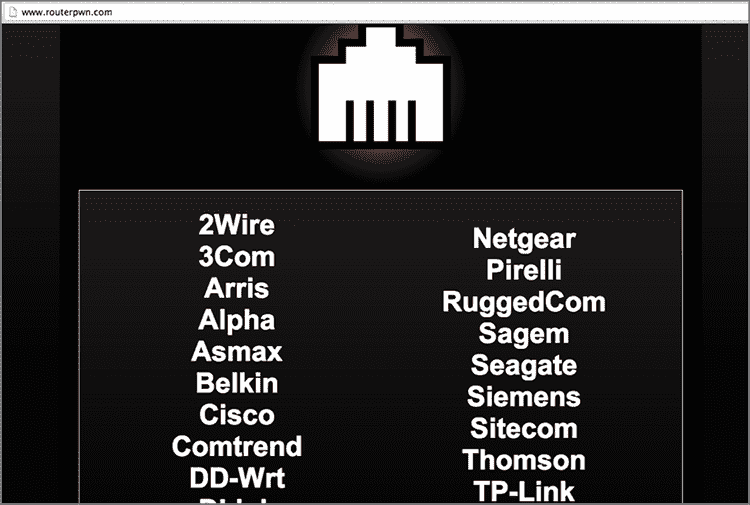 www.routerpwn.com
2Wire
3Com
Arris
Alpha
Asmax
Belkin
Cisco
Comtrend
DD-Wrt
Netgear
Pirelli
RuggedCom
Sagem
Seagate
Siemens
Sitecom
Thomson
TP-Link